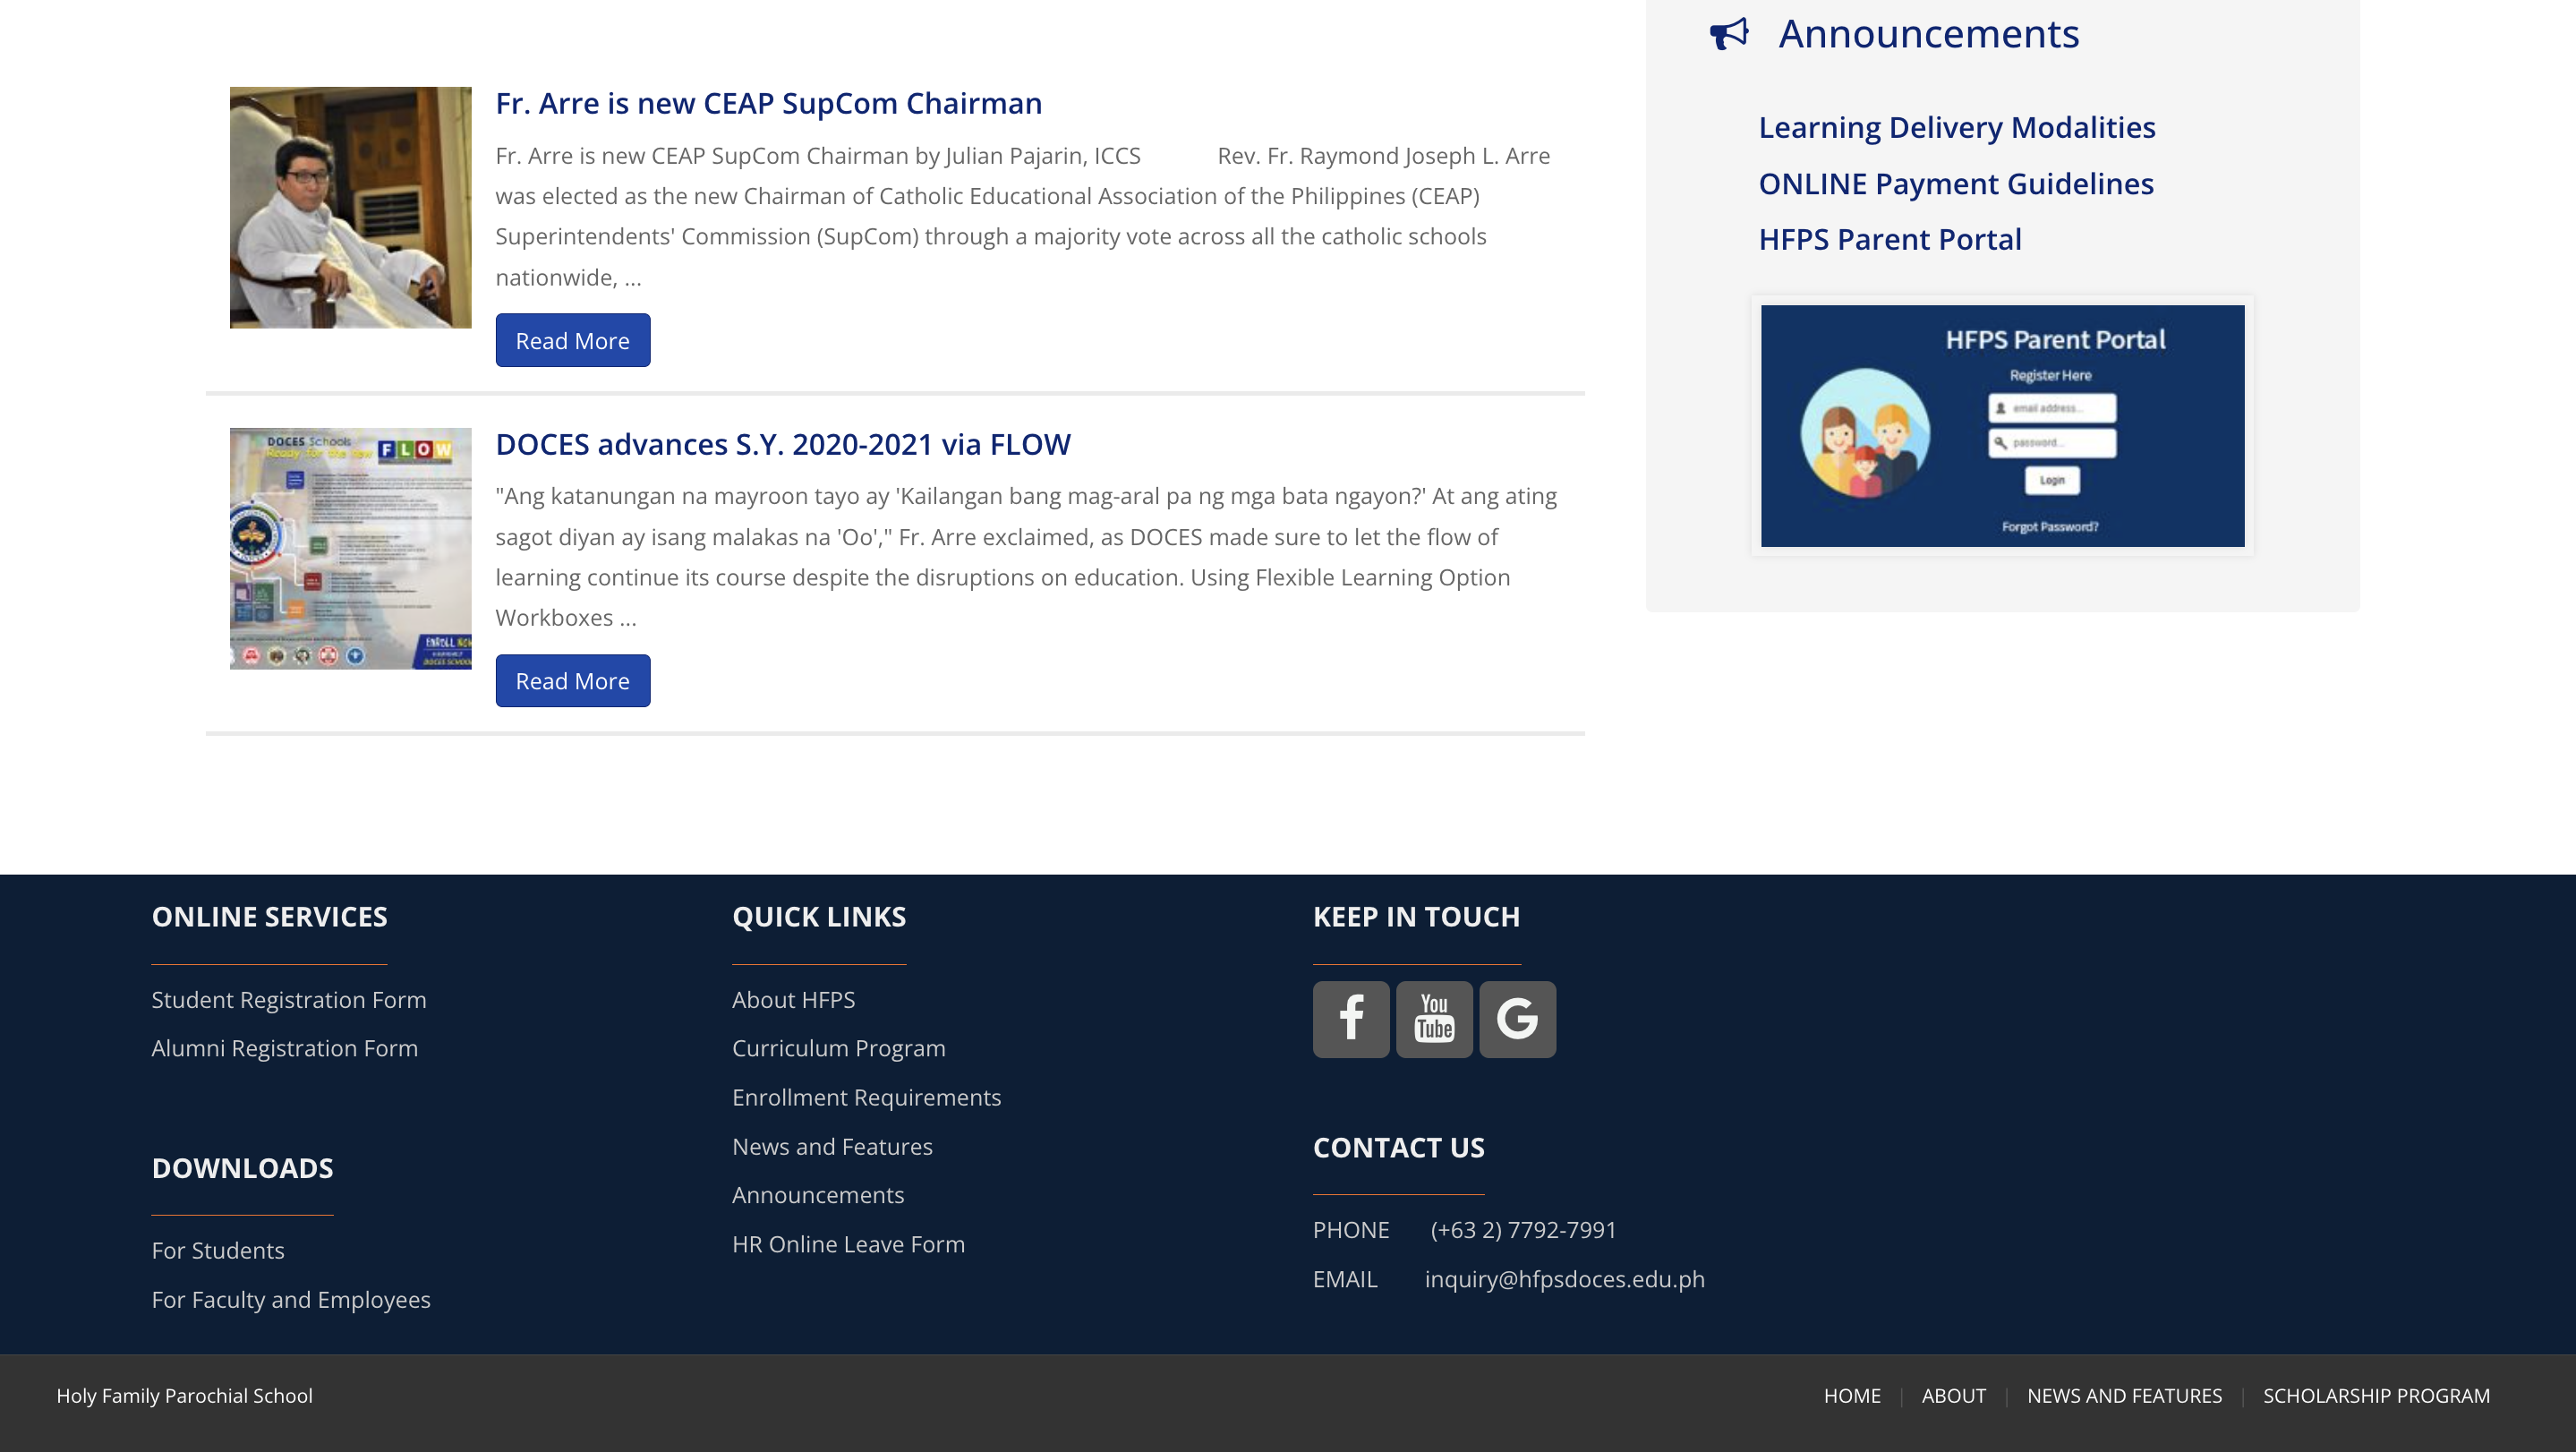 Fr. Arre is new CEAP SupCom Chairman
Fr. Arre is new CEAP SupCom Chairman by Julian Pajarin, ICCS Rev. Fr. Raymond Joseph L. Arre
was elected as the new Chairman of Catholic Educational Association of the Philippines (CEAP)
Superintendents' Commission (SupCom) through a majority vote across all the catholic schools
nationwide, ...
Read More
DOCES Schools
Ready for the new FLOW
ENROLL NOW
DOCES advances S.Y. 2020-2021 via FLOW
"Ang katanungan na mayroon tayo ay 'Kailangan bang mag-aral pa ng mga bata ngayon?' At ang ating
sagot diyan ay isang malakas na 'Oo'," Fr. Arre exclaimed, as DOCES made sure to let the flow of
learning continue its course despite the disruptions on education. Using Flexible Learning Option
Workboxes ...
Read More
Announcements
Learning Delivery Modalities
ONLINE Payment Guidelines
HFPS Parent Portal
HFPS Parent Portal
Register Here
email address...
password...
Login
Forgot Password?
ONLINE SERVICES
Student Registration Form
Alumni Registration Form
DOWNLOADS
For Students
For Faculty and Employees
QUICK LINKS
About HFPS
Curriculum Program
Enrollment Requirements
News and Features
Announcements
HR Online Leave Form
KEEP IN TOUCH
f You Tube G
CONTACT US
PHONE (+63 2) 7792-7991
EMAIL inquiry@hfpsdoces.edu.ph
Holy Family Parochial School
HOME | ABOUT | NEWS AND FEATURES | SCHOLARSHIP PROGRAM